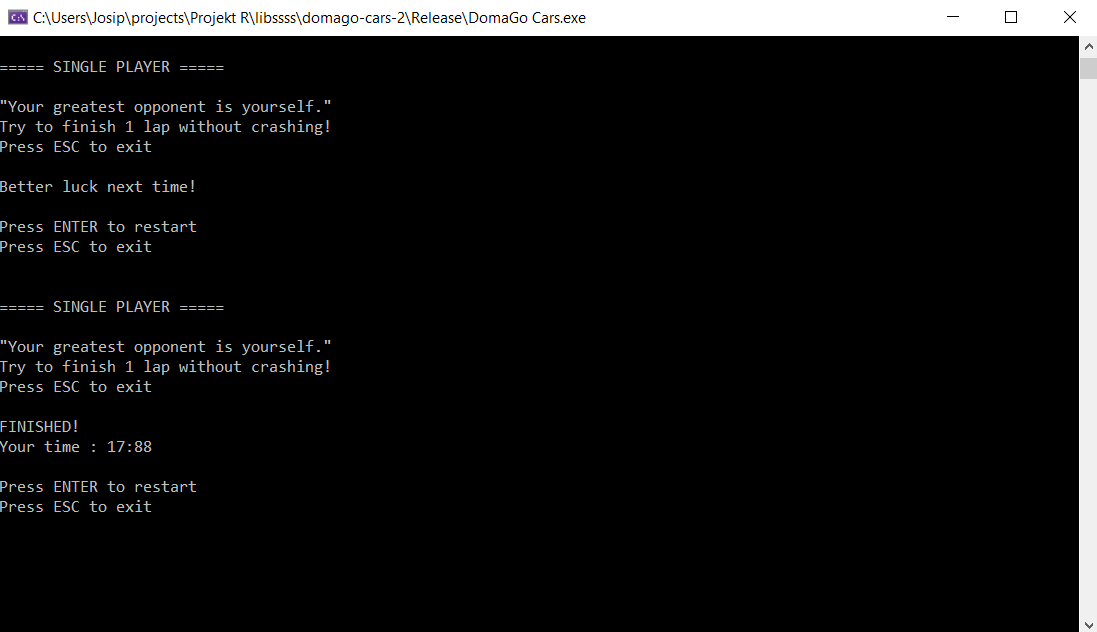 C:\Users\Josip\projects\Projekt R\libssss\domago-cars-2\Release\DomaGo Cars.exe
===== SINGLE PLAYER =====
"Your greatest opponent is yourself."
Try to finish 1 lap without crashing!
Press ESC to exit
Better luck next time!
Press ENTER to restart
Press ESC to exit
===== SINGLE PLAYER =====
"Your greatest opponent is yourself."
Try to finish 1 lap without crashing!
Press ESC to exit
FINISHED!
Your time : 17:88
Press ENTER to restart
Press ESC to exit